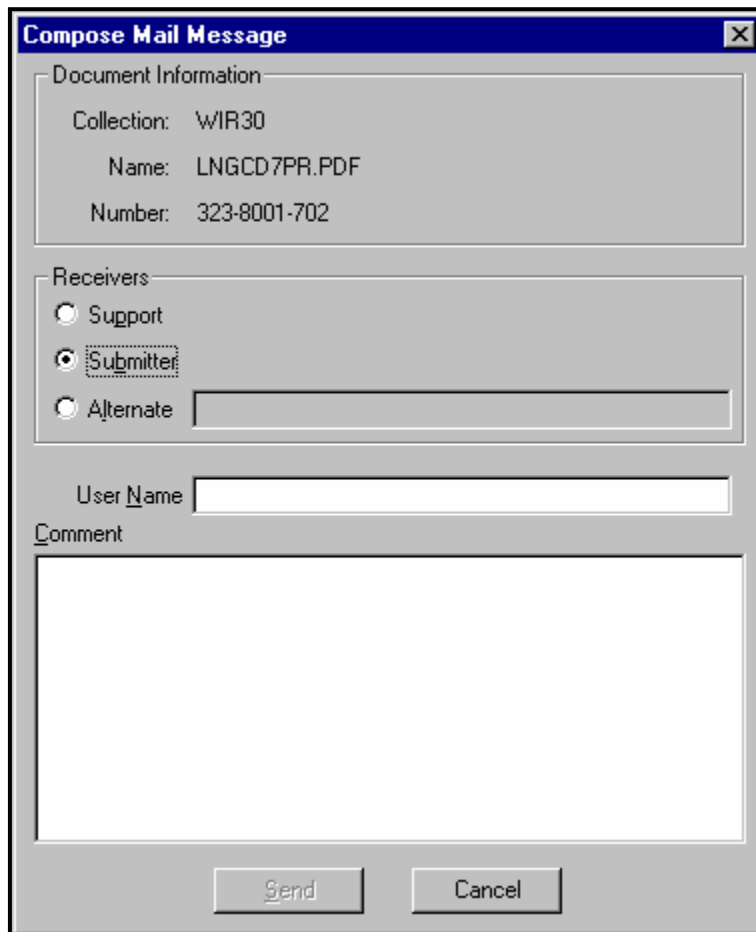 Compose Mail Message
Document Information
Collection: WIR30
Name: LNGCD7PR.PDF
Number: 323-8001-702
Receivers
Support
Submitter
Alternate
User Name
Comment
Send Cancel